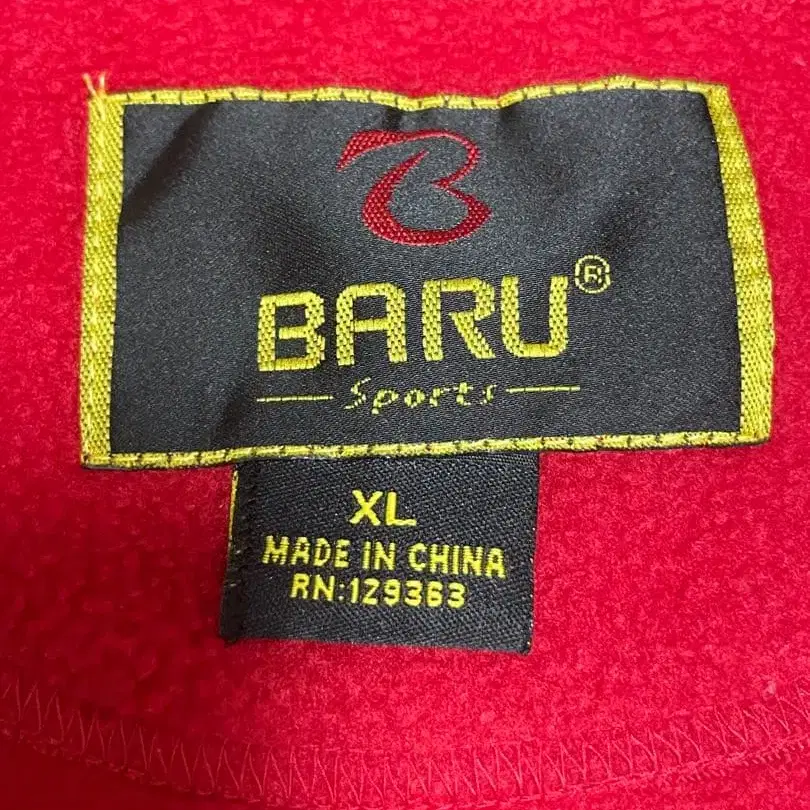 B
BARU®
Sports
XL
MADE IN CHINA
RN:129363